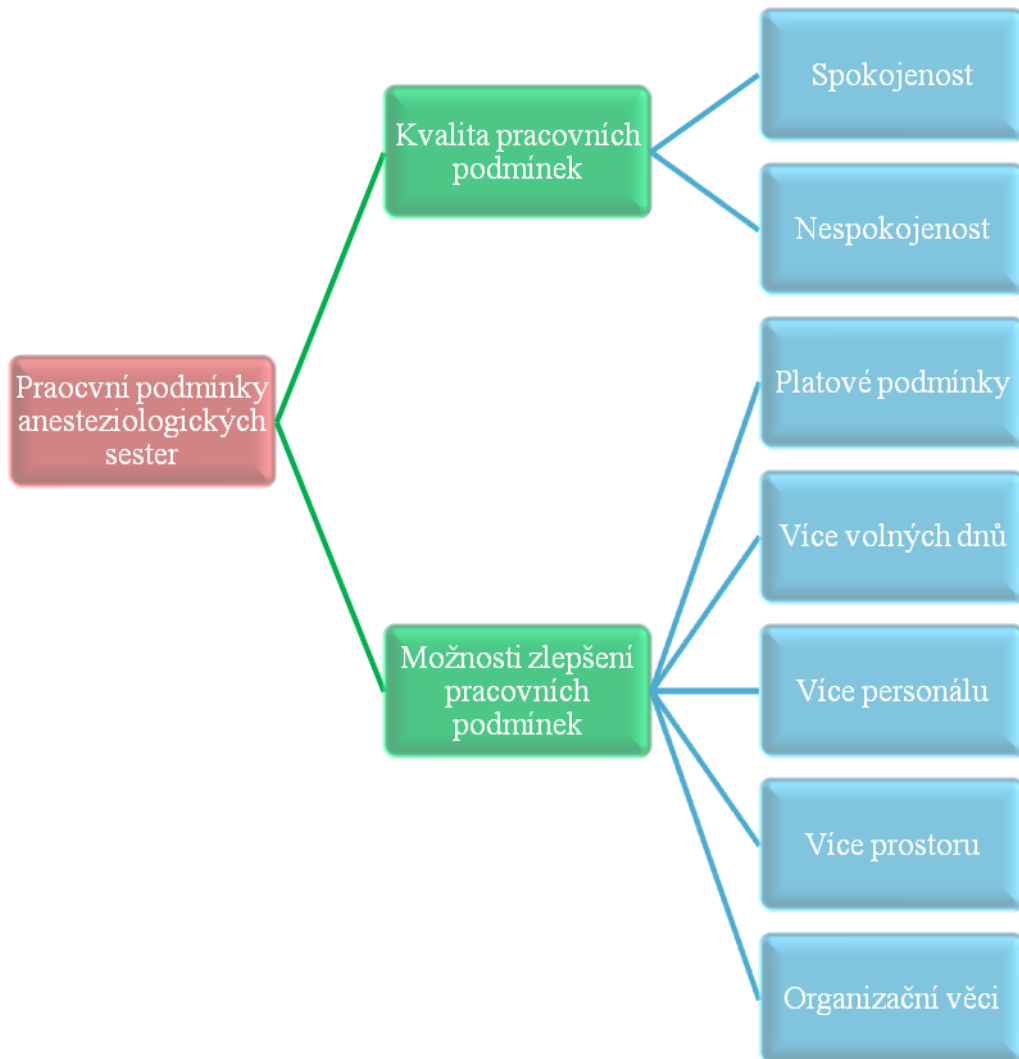 Praocvní podmínky
anesteziologických
sester
Kvalita pracovních
podmínek
Spokojenost
Nespokojenost
Možnosti zlepšení
pracovních
podmínek
Platové podmínky
Více volných dnů
Více personálu
Více prostoru
Organizační věci